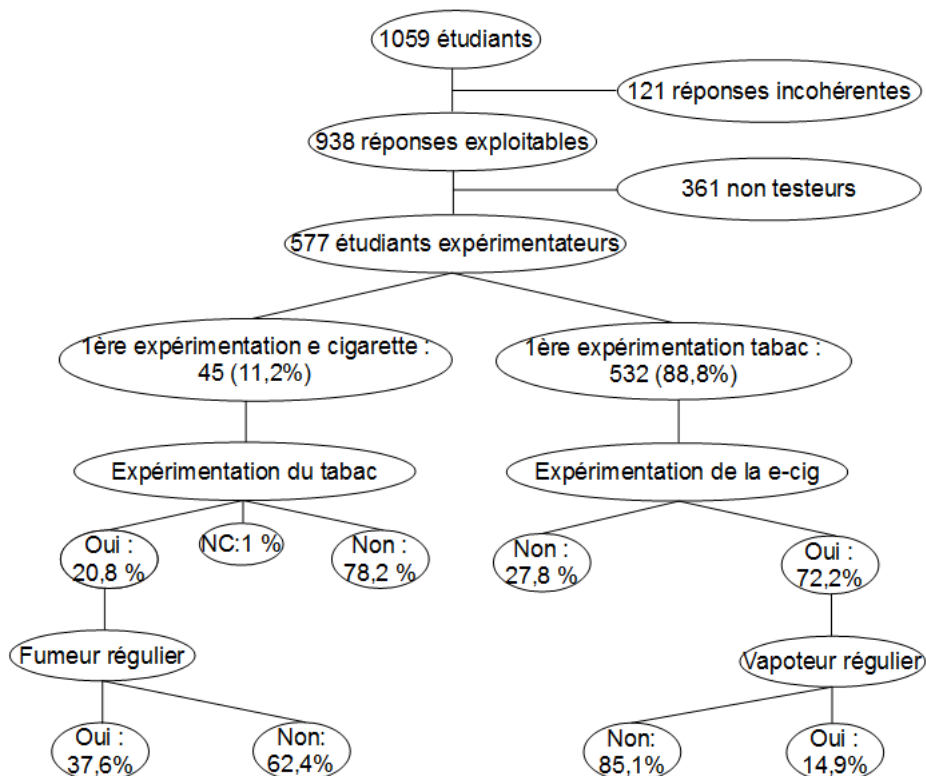 1059 étudiants
121 réponses incohérentes
938 réponses exploitables
361 non testeurs
577 étudiants expérimentateurs
1ère expérimentation e cigarette :
45 (11,2%)
1ère expérimentation tabac :
532 (88,8%)
Expérimentation du tabac
Expérimentation de la e-cig
Oui :
20,8 %
NC:1 %
Non :
78,2 %
Non :
27,8 %
Oui :
72,2%
Fumeur régulier
Vapoteur régulier
Oui :
37,6%
Non:
62,4%
Non:
85,1%
Oui :
14,9%